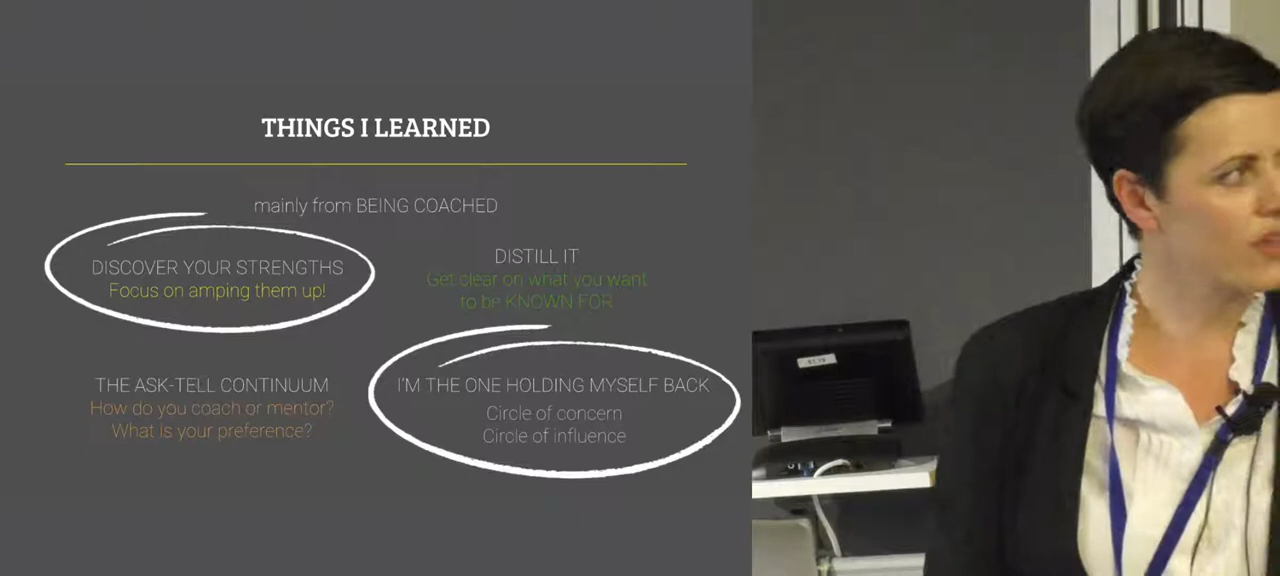 THINGS I LEARNED
mainly from BEING COACHED
DISCOVER YOUR STRENGTHS
Focus on amping them up!
DISTILL IT
Get clear on what you want
to be KNOWN FOR
THE ASK-TELL CONTINUUM
How do you coach or mentor?
What is your preference?
I'M THE ONE HOLDING MYSELF BACK
Circle of concern
Circle of influence